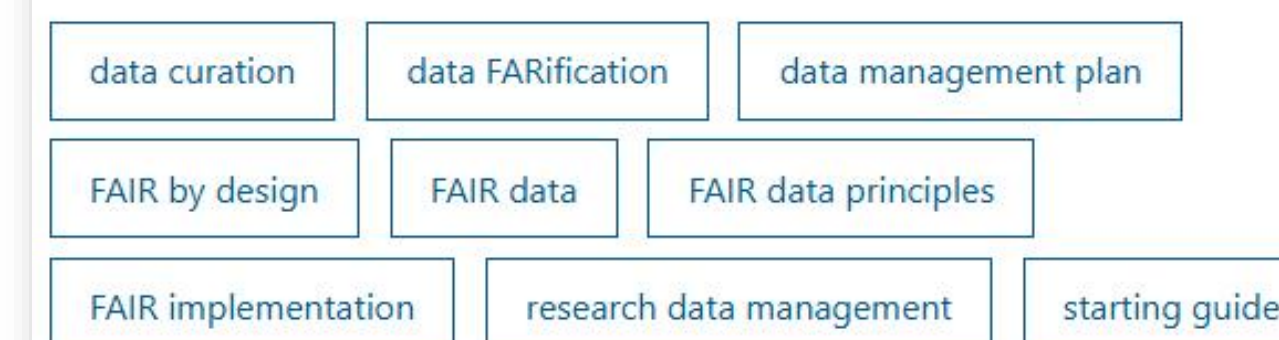 data curation data FARification data management plan
FAIR by design FAIR data FAIR data principles
FAIR implementation research data management starting guide